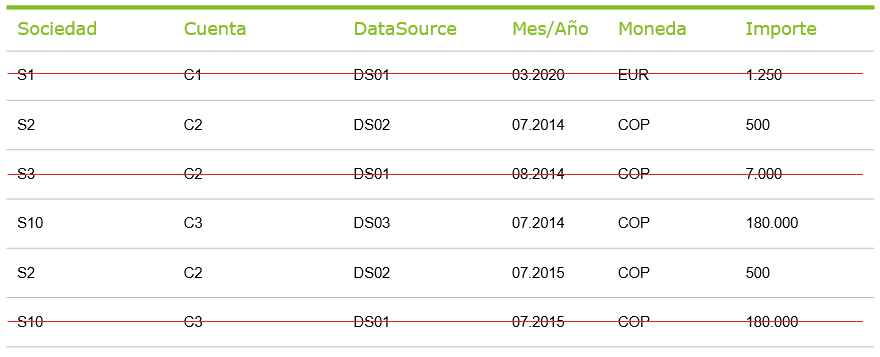 Sociedad Cuenta DataSource Mes/Año Moneda Importe
S1 C1 DS01 03.2020 EUR 1.250
S2 C2 DS02 07.2014 COP 500
S3 C2 DS01 08.2014 COP 7.000
S10 C3 DS03 07.2014 COP 180.000
S2 C2 DS02 07.2015 COP 500
S10 C3 DS01 07.2015 COP 180.000